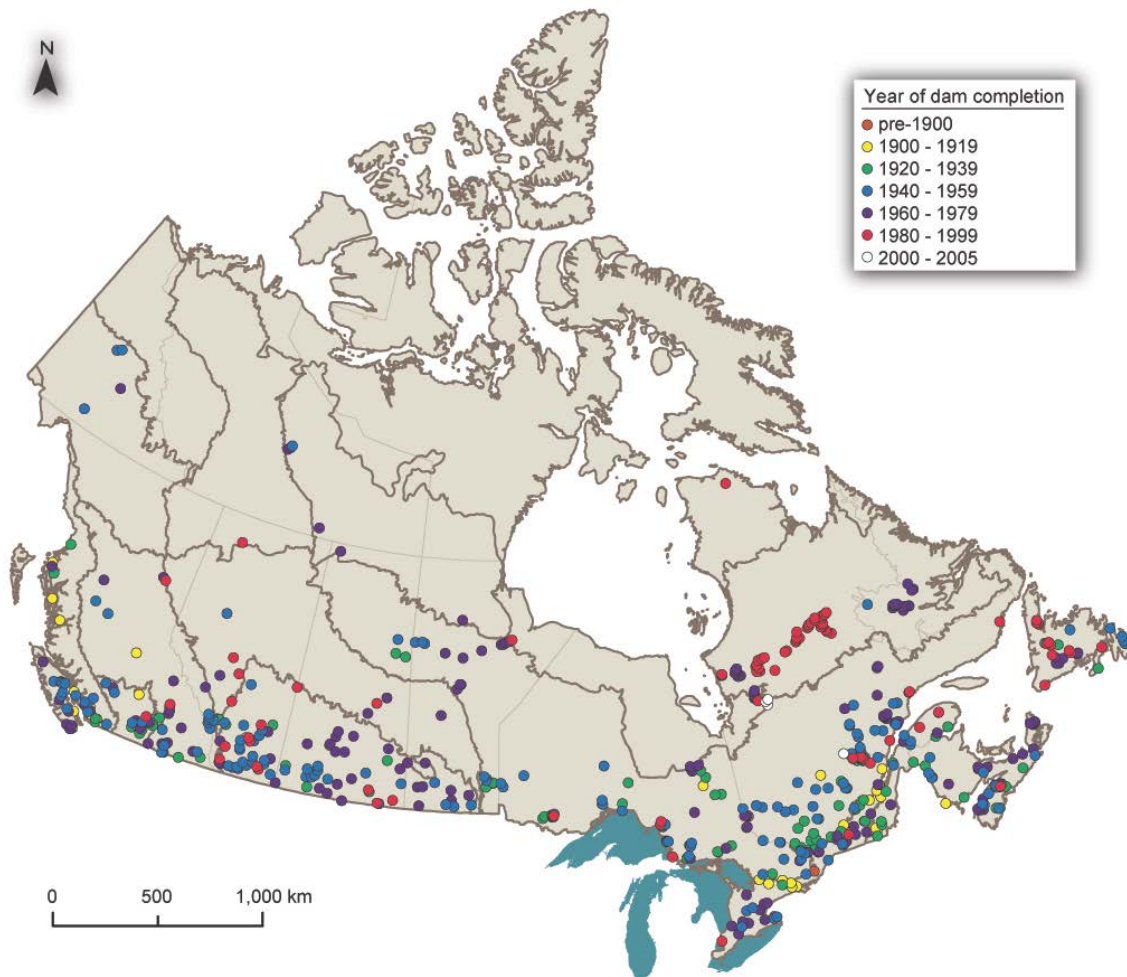 N
Year of dam completion
pre-1900
1900 - 1919
1920 - 1939
1940 - 1959
1960 - 1979
1980 - 1999
2000 - 2005
0 500 1,000 km